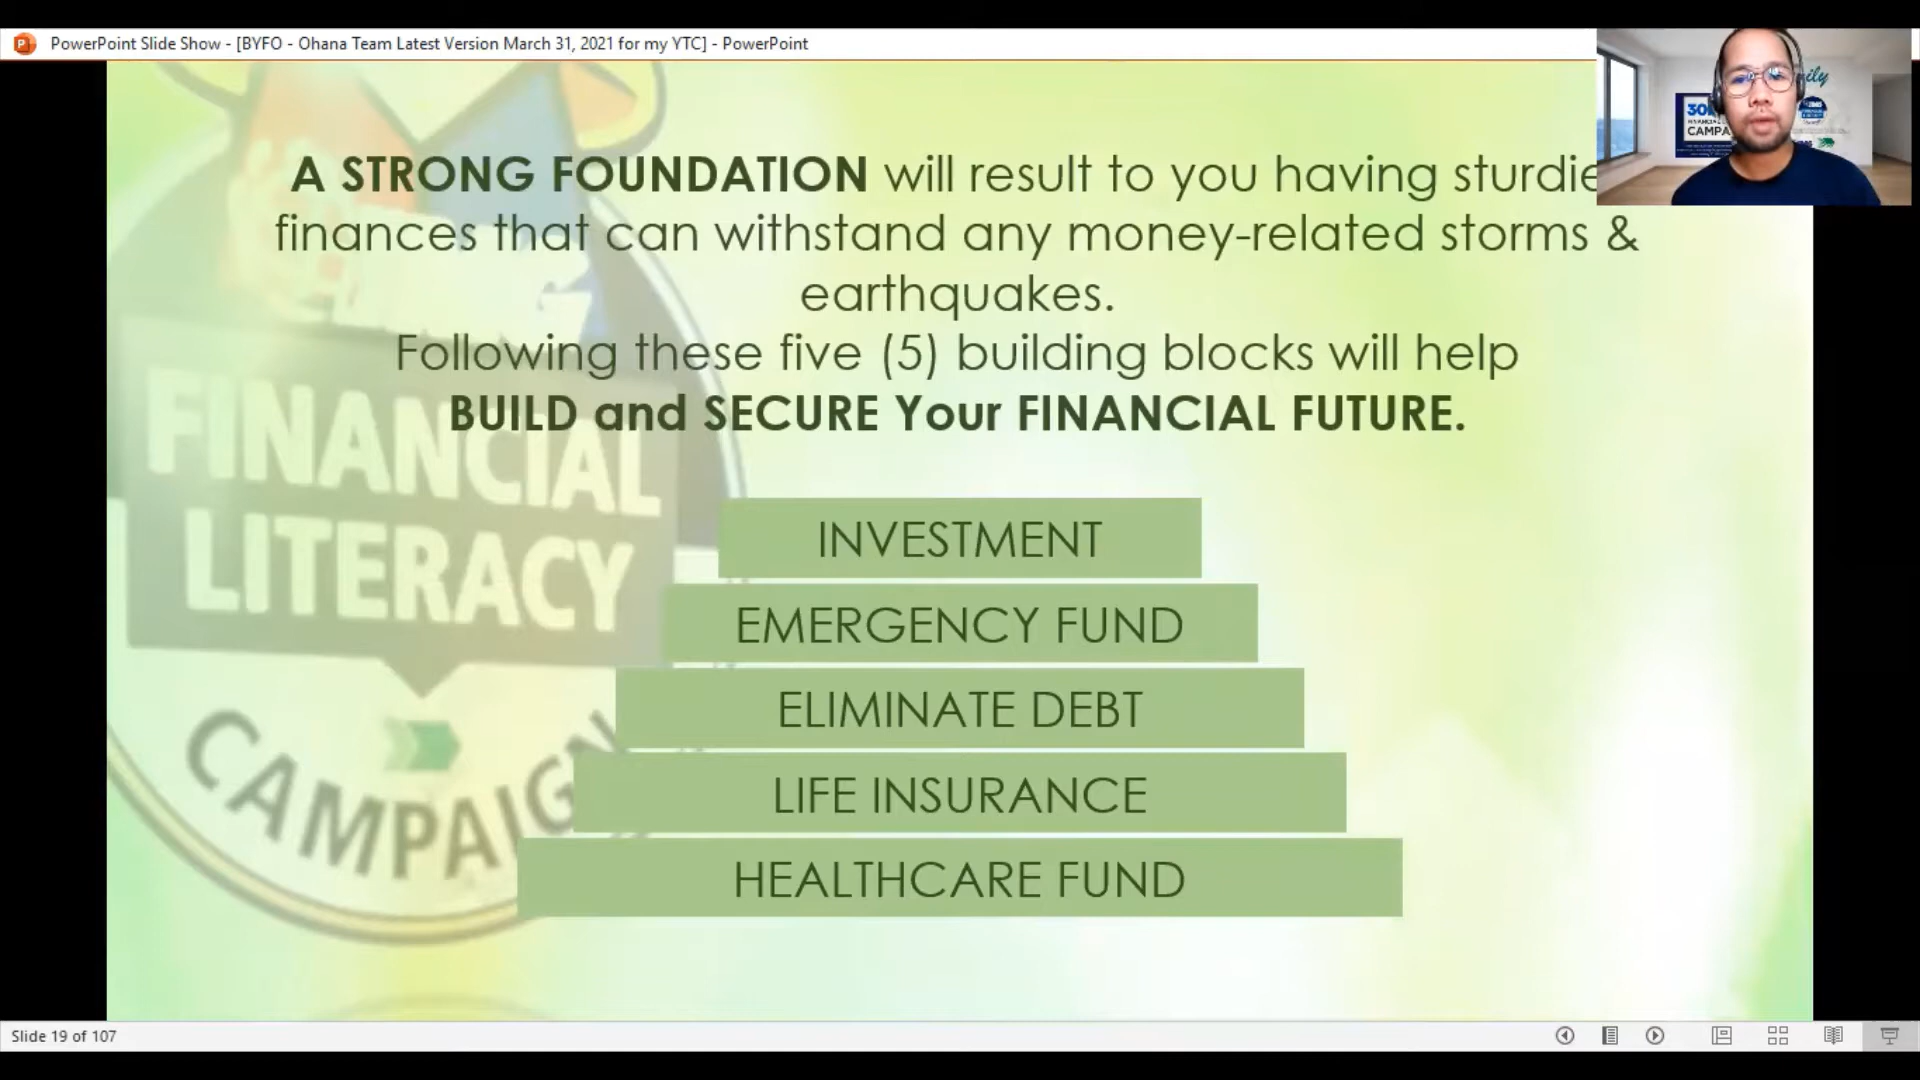 PowerPoint Slide Show - [BYFO - Ohana Team Latest Version March 31, 2021 for my YTC] - PowerPoint
30
CAMPA
A STRONG FOUNDATION will result to you having sturdie
finances that can withstand any money-related storms &
earthquakes.
Following these five (5) building blocks will help
BUILD and SECURE Your FINANCIAL FUTURE.
FINANCIAL
LITERACY
CAMPAIGN
INVESTMENT
EMERGENCY FUND
ELIMINATE DEBT
LIFE INSURANCE
HEALTHCARE FUND
Slide 19 of 107